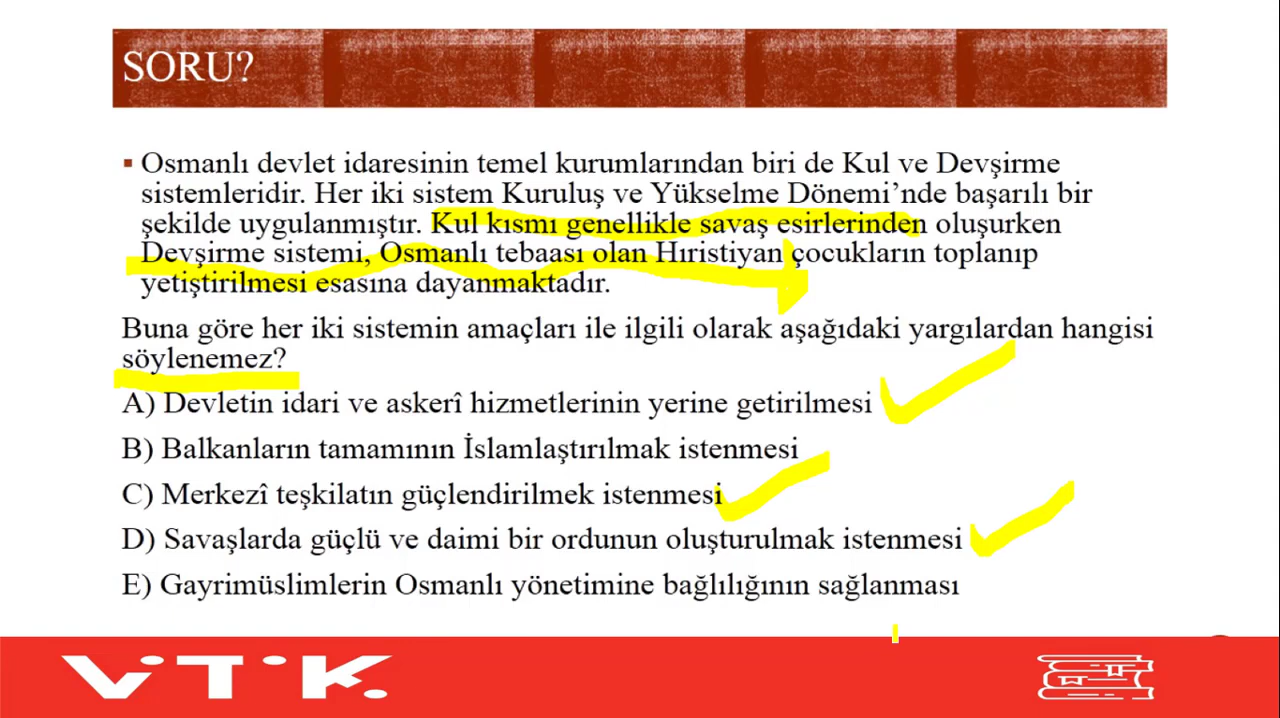 SORU?
Osmanlı devlet idaresinin temel kurumlarından biri de Kul ve Devşirme
sistemleridir. Her iki sistem Kuruluş ve Yükselme Dönemi’nde başarılı bir
şekilde uygulanmıştır. Kul kısmı genellikle savaş esirlerinden oluşurken
Devşirme sistemi, Osmanlı tebaası olan Hıristiyan çocukların toplanıp
yetiştirilmesi esasına dayanmaktadır.
Buna göre her iki sistemin amaçları ile ilgili olarak aşağıdaki yargılardan hangisi
söylenemez?
A) Devletin idari ve askerî hizmetlerinin yerine getirilmesi
B) Balkanların tamamının İslamlaştırılmak istenmesi
C) Merkezî teşkilatın güçlendirilmek istenmesi
D) Savaşlarda güçlü ve daimi bir ordunun oluşturulmak istenmesi
E) Gayrimüslimlerin Osmanlı yönetimine bağlılığının sağlanması
VTK